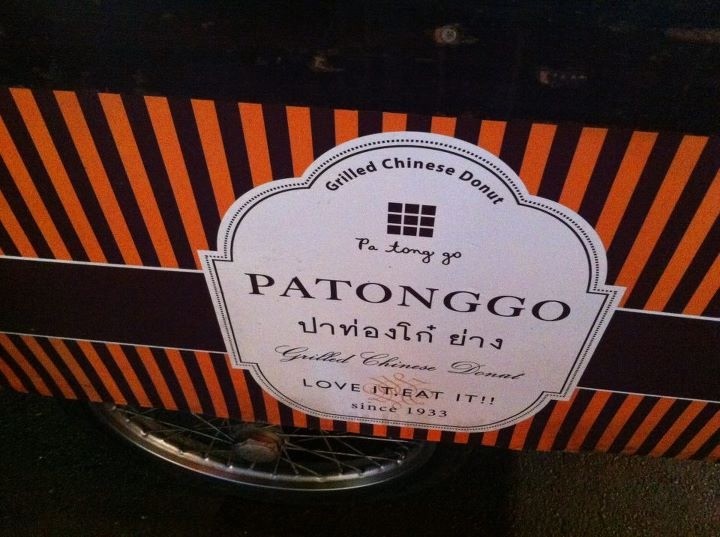 Grilled Chinese Donut
Pa tong go
PATONGGO
ปาท่องโก๋ ย่าง
Grilled Chinese Donut
LOVE IT.EAT IT!!
since 1933